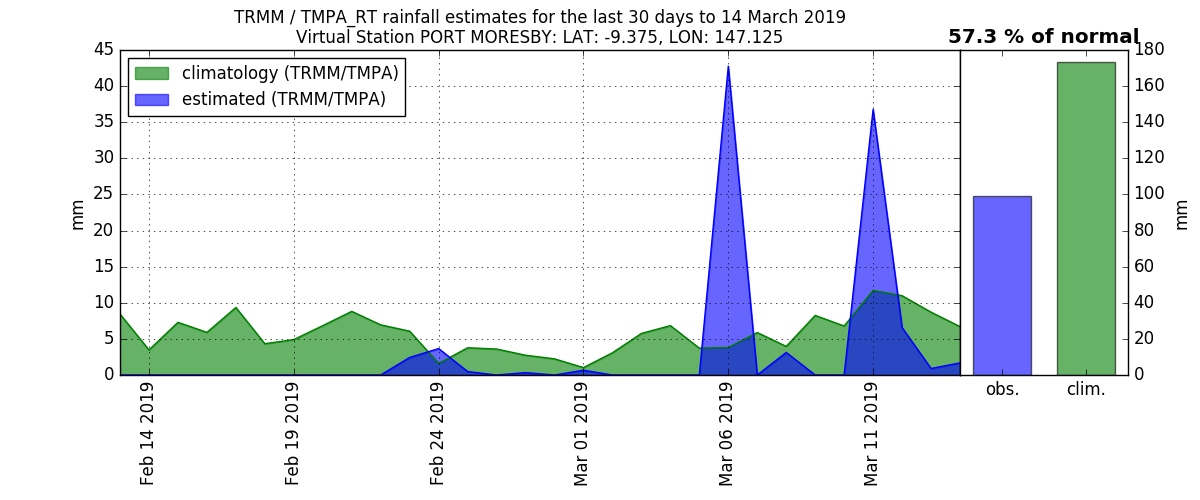 TRMM / TMPA_RT rainfall estimates for the last 30 days to 14 March 2019
Virtual Station PORT MORESBY: LAT: -9.375, LON: 147.125
57.3 % of normal
climatology (TRMM/TMPA)
estimated (TRMM/TMPA)
45
40
35
30
25
20
15
10
5
0
mm
Feb 14 2019
Feb 19 2019
Feb 24 2019
Mar 01 2019
Mar 06 2019
Mar 11 2019
obs.
clim.
180
160
140
120
100
80
60
40
20
0
mm